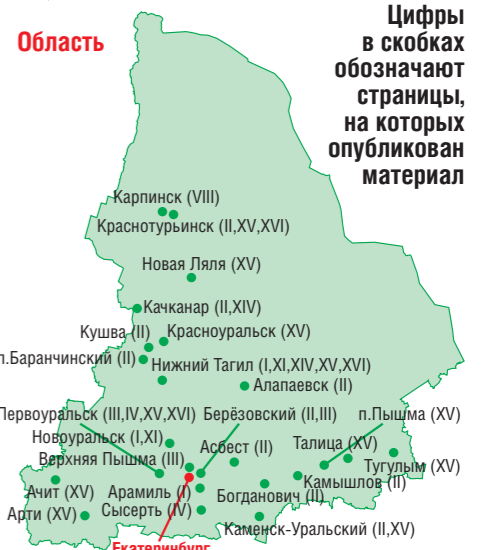 Область
Цифры
в скобках
обозначают
страницы,
на которых
опубликован
материал
Карпинск (VIII)
Краснотурьинск (II,XV,XVI)
Новая Ляля (XV)
Качканар (II,XIV)
Кушва (II)
Красноуральск (XV)
п.Баранчинский (II)
Нижний Тагил (I,XI,XIV,XV,XVI)
Алапаевск (II)
Первоуральск (III,IV,XV,XVI)
Берёзовский (II,III)
п.Пышма (XV)
Новоуральск (I,XI)
Верхняя Пышма (III)
Асбест (II)
Талица (XV)
Тугулым (XV)
Ачит (XV)
Арамиль (I)
Богданович (II)
Камышлов (II)
Арти (XV)
Сысерть (IV)
Каменск-Уральский (II,XV)
Екатеринбург